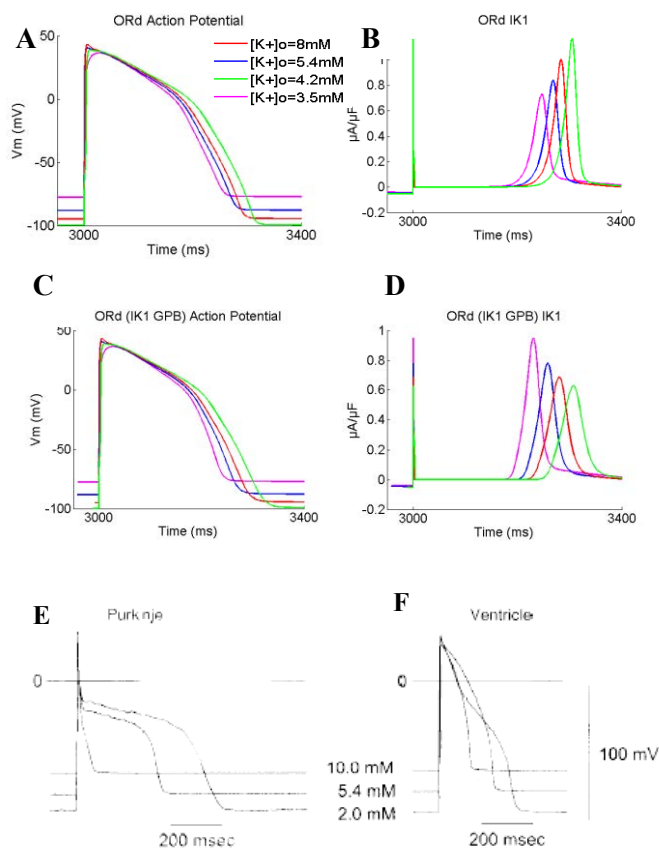 A
ORd Action Potential
50
0
-50
-100
Vm (mV)
3000
3400
Time (ms)
[K+]o=8mM
[K+]o=5.4mM
[K+]o=4.2mM
[K+]o=3.5mM
B
ORd IK1
1
0.8
0.6
0.4
0.2
0
-0.2
µA/µF
3000
3400
Time (ms)
C
ORd (IK1 GPB) Action Potential
50
0
-50
-100
Vm (mV)
3000
3400
Time (ms)
D
ORd (IK1 GPB) IK1
1
0.8
0.6
0.4
0.2
0
-0.2
µA/µF
3000
3400
Time (ms)
E
Purkinje
0
200 msec
F
Ventricle
0
10.0 mM
5.4 mM
2.0 mM
100 mV
200 msec